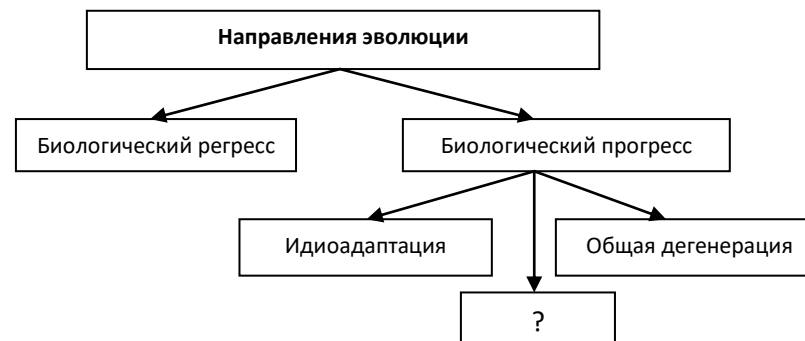 Направления эволюции
Биологический регресс
Биологический прогресс
Идиоадаптация
Общая дегенерация
?